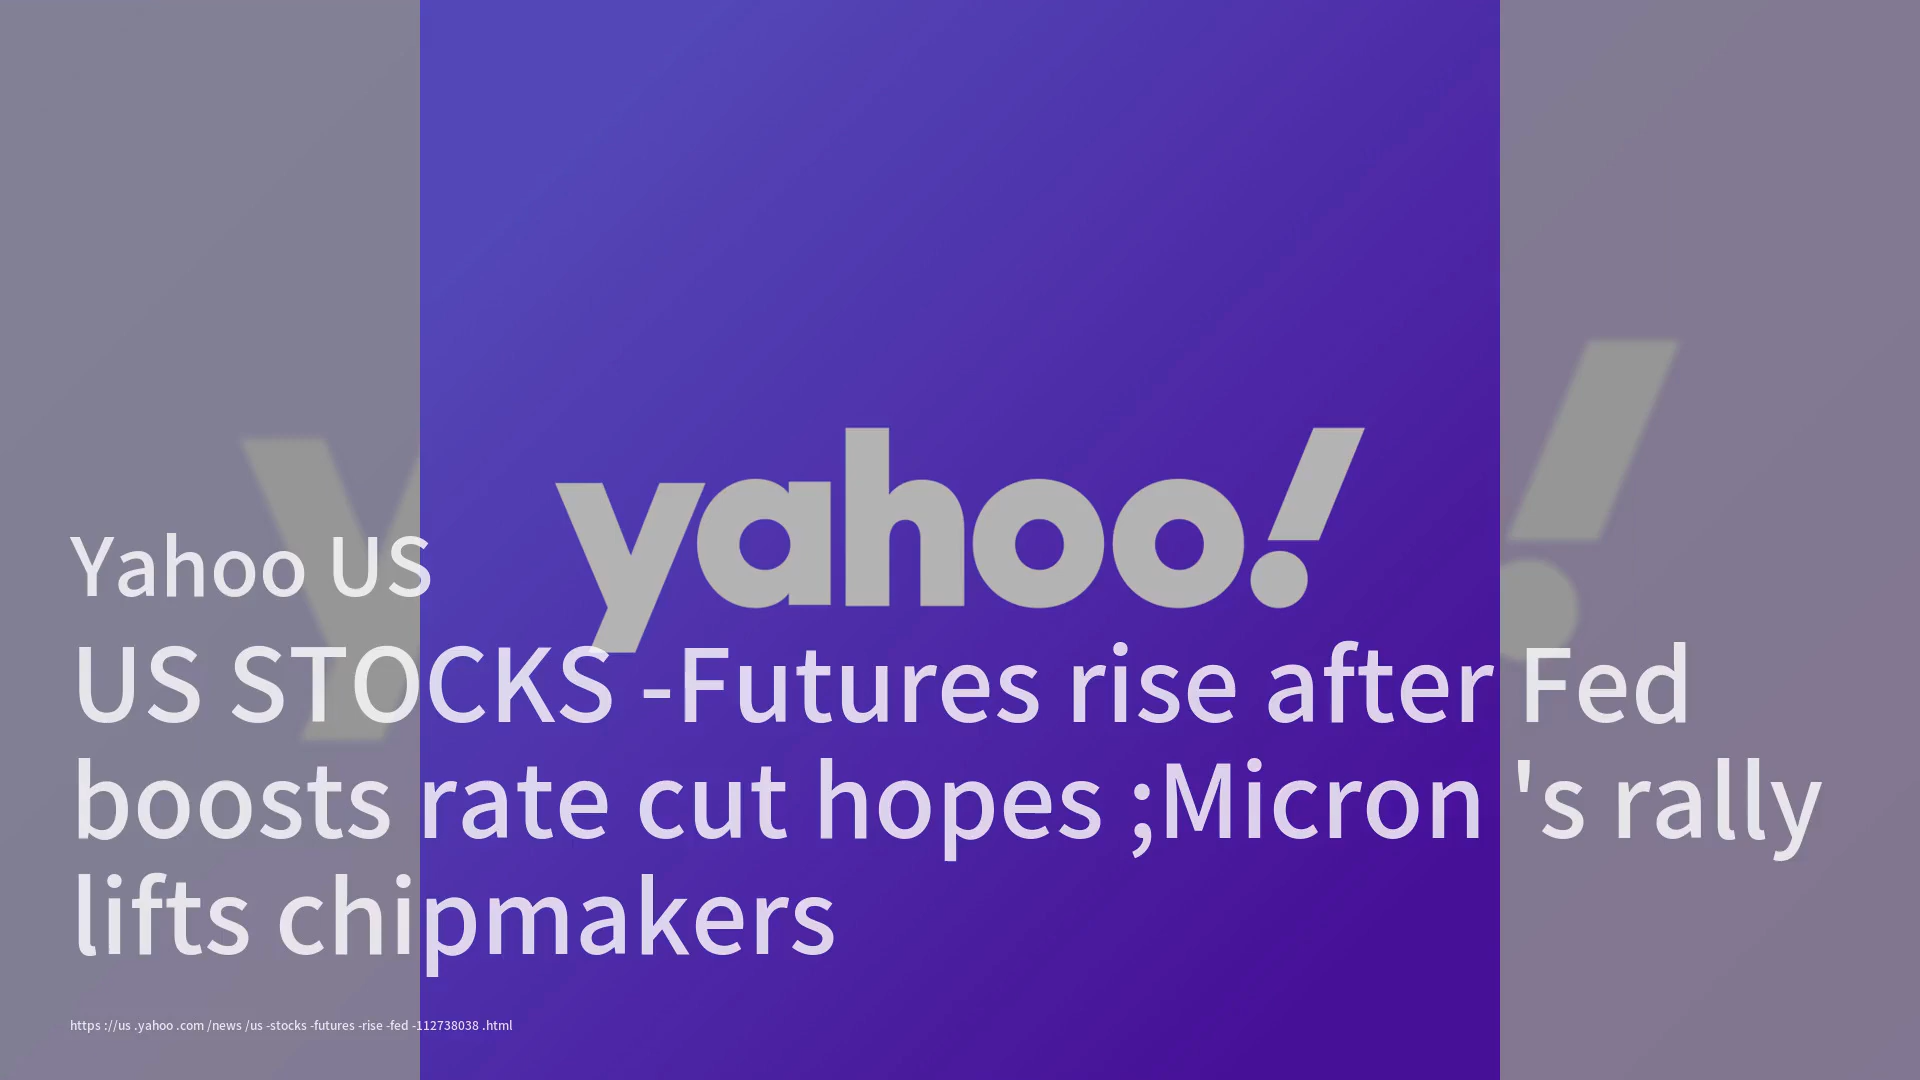 yahoo!
Yahoo US
US STOCKS -Futures rise after Fed
boosts rate cut hopes ;Micron 's rally
lifts chipmakers
https ://us .yahoo .com /news /us -stocks -futures -rise -fed -112738038 .html